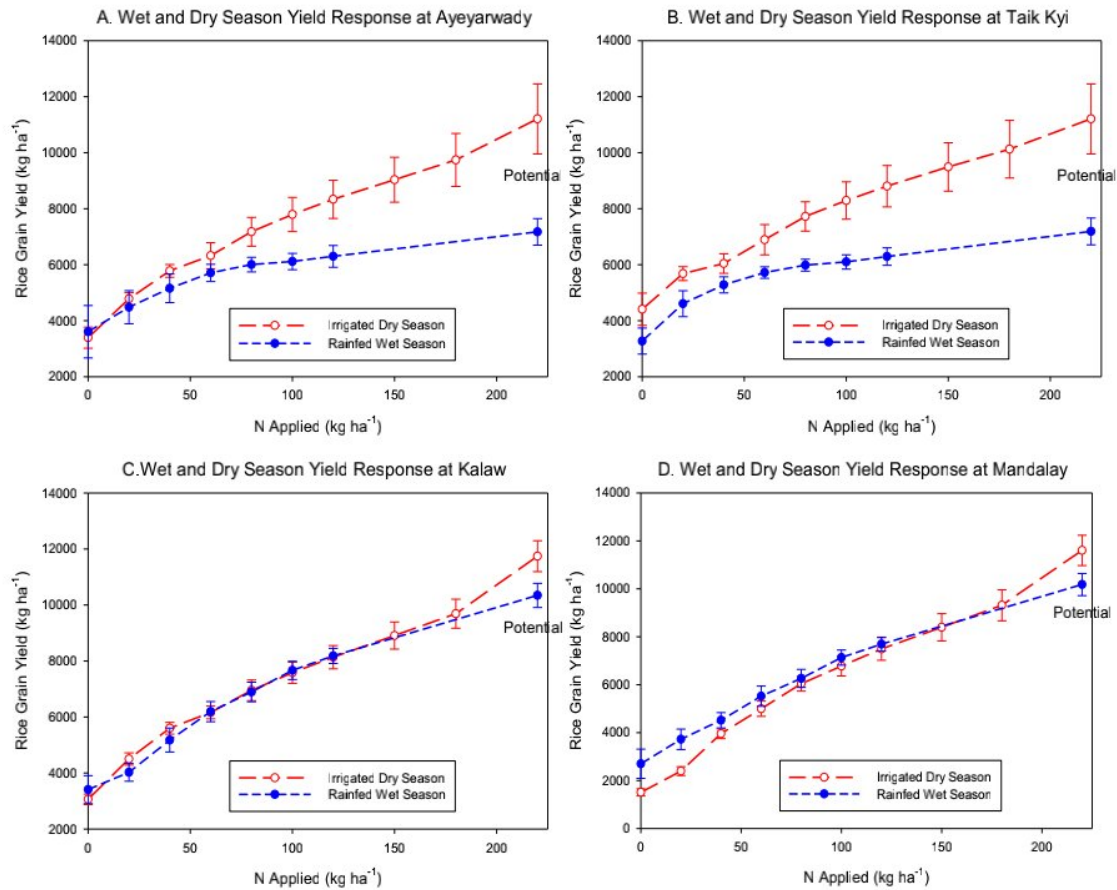 A. Wet and Dry Season Yield Response at Ayeyarwady
14000
12000
10000
8000
6000
4000
2000
Rice Grain Yield (kg ha⁻¹)
Potential
Irrigated Dry Season
Rainfed Wet Season
0 50 100 150 200
N Applied (kg ha⁻¹)
B. Wet and Dry Season Yield Response at Taik Kyi
14000
12000
10000
8000
6000
4000
2000
Rice Grain Yield (kg ha⁻¹)
Potential
Irrigated Dry Season
Rainfed Wet Season
0 50 100 150 200
N Applied (kg ha⁻¹)
C.Wet and Dry Season Yield Response at Kalaw
14000
12000
10000
8000
6000
4000
2000
Rice Grain Yield (kg ha⁻¹)
Potential
Irrigated Dry Season
Rainfed Wet Season
0 50 100 150 200
N Applied (kg ha⁻¹)
D. Wet and Dry Season Yield Response at Mandalay
14000
12000
10000
8000
6000
4000
2000
0
Rice Grain Yield (kg ha⁻¹)
Potential
Irrigated Dry Season
Rainfed Wet Season
0 50 100 150 200
N Applied (kg ha⁻¹)